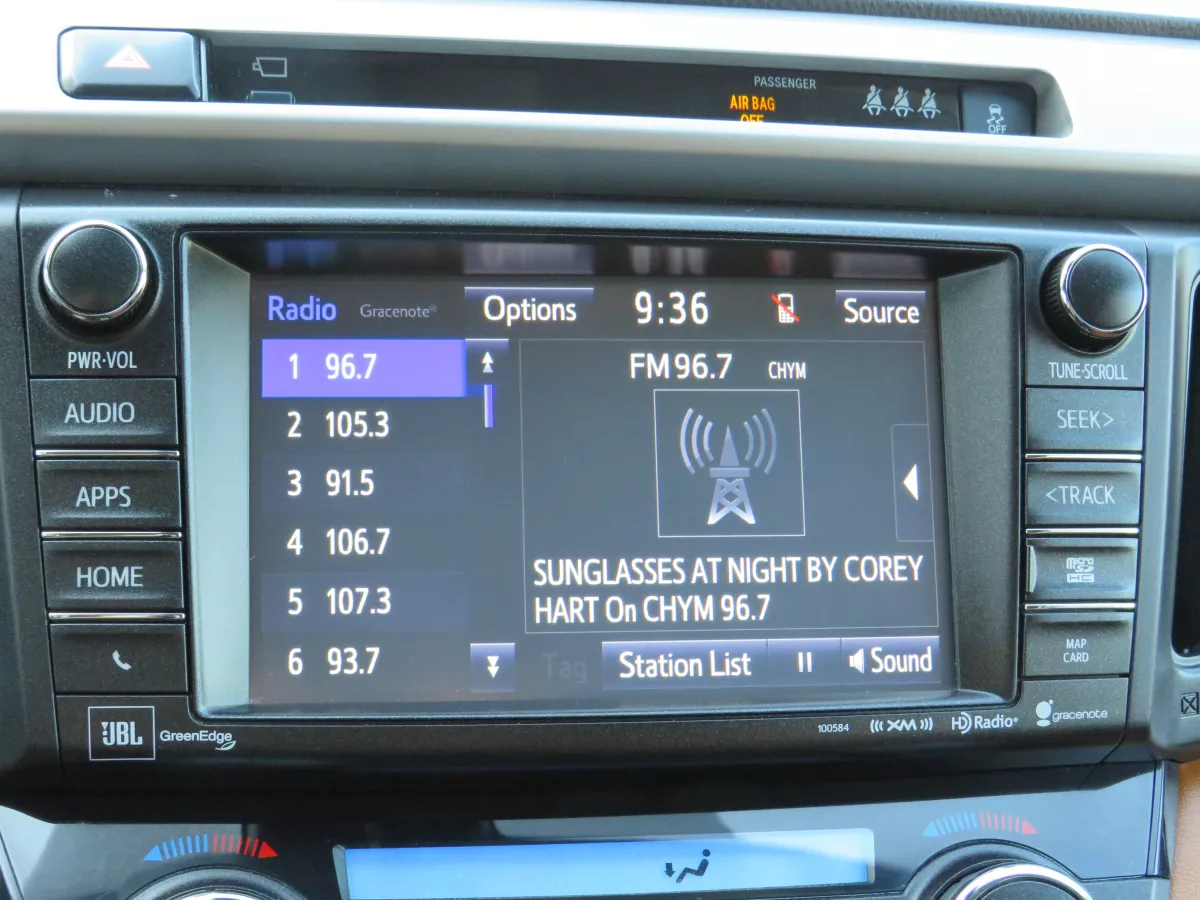 PASSENGER
AIR BAG
OFF
OFF
Radio Gracenote® Options 9:36 Source
PWR·VOL
TUNE·SCROLL
1 96.7
FM 96.7 CHYM
AUDIO
2 105.3
SEEK>
APPS
3 91.5
<TRACK
4 106.7
HOME
micro SD HC
5 107.3
SUNGLASSES AT NIGHT BY COREY
HART On CHYM 96.7
6 93.7
Tag Station List Sound
MAP
CARD
JBL GreenEdge
100584 XM HD Radio® gracenote